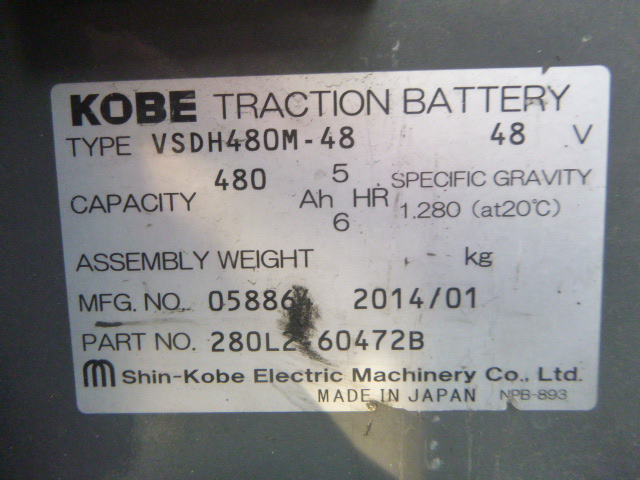 KOBE TRACTION BATTERY
TYPE VSDH480M-48 48 V
CAPACITY 480 Ah 5 HR SPECIFIC GRAVITY
6 1.280 (at20℃)
ASSEMBLY WEIGHT kg
MFG. NO. 2014/01
PART NO. 280L2-60472B
Shin-Kobe Electric Machinery Co., Ltd.
MADE IN JAPAN NPB-893